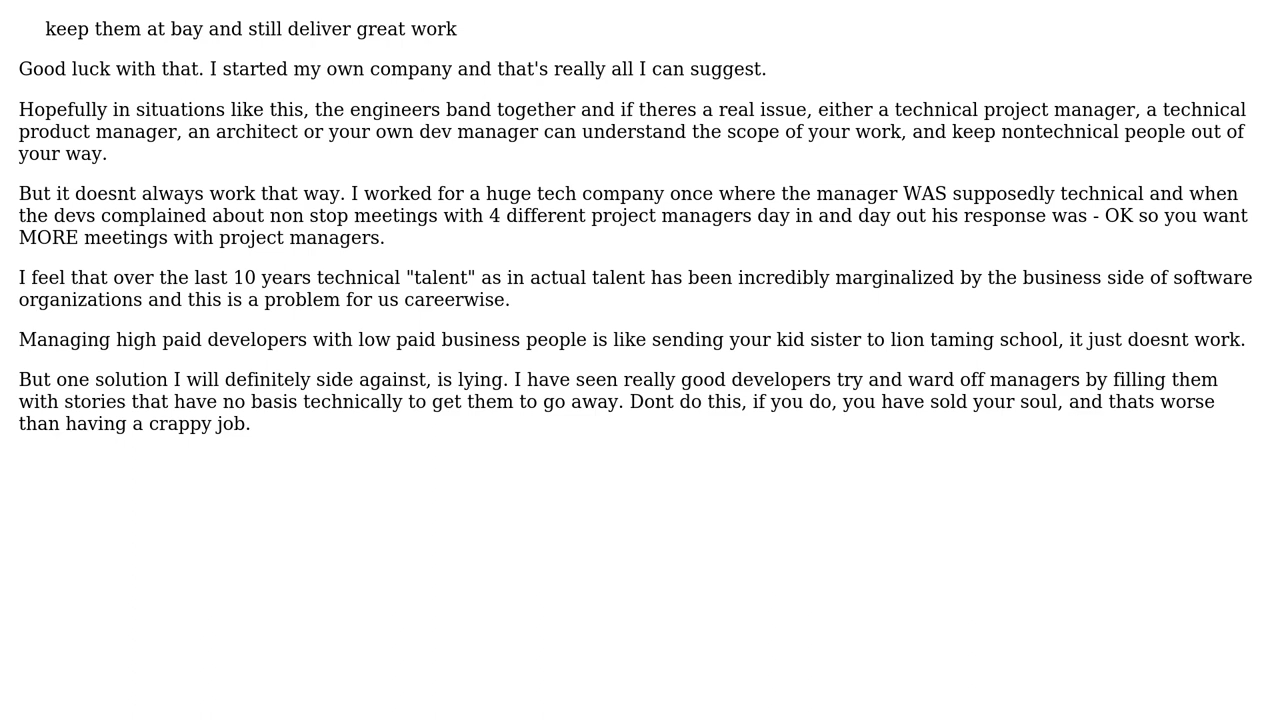 keep them at bay and still deliver great work
Good luck with that. I started my own company and that's really all I can suggest.
Hopefully in situations like this, the engineers band together and if theres a real issue, either a technical project manager, a technical
product manager, an architect or your own dev manager can understand the scope of your work, and keep nontechnical people out of
your way.
But it doesnt always work that way. I worked for a huge tech company once where the manager WAS supposedly technical and when
the devs complained about non stop meetings with 4 different project managers day in and day out his response was - OK so you want
MORE meetings with project managers.
I feel that over the last 10 years technical "talent" as in actual talent has been incredibly marginalized by the business side of software
organizations and this is a problem for us careerwise.
Managing high paid developers with low paid business people is like sending your kid sister to lion taming school, it just doesnt work.
But one solution I will definitely side against, is lying. I have seen really good developers try and ward off managers by filling them
with stories that have no basis technically to get them to go away. Dont do this, if you do, you have sold your soul, and thats worse
than having a crappy job.